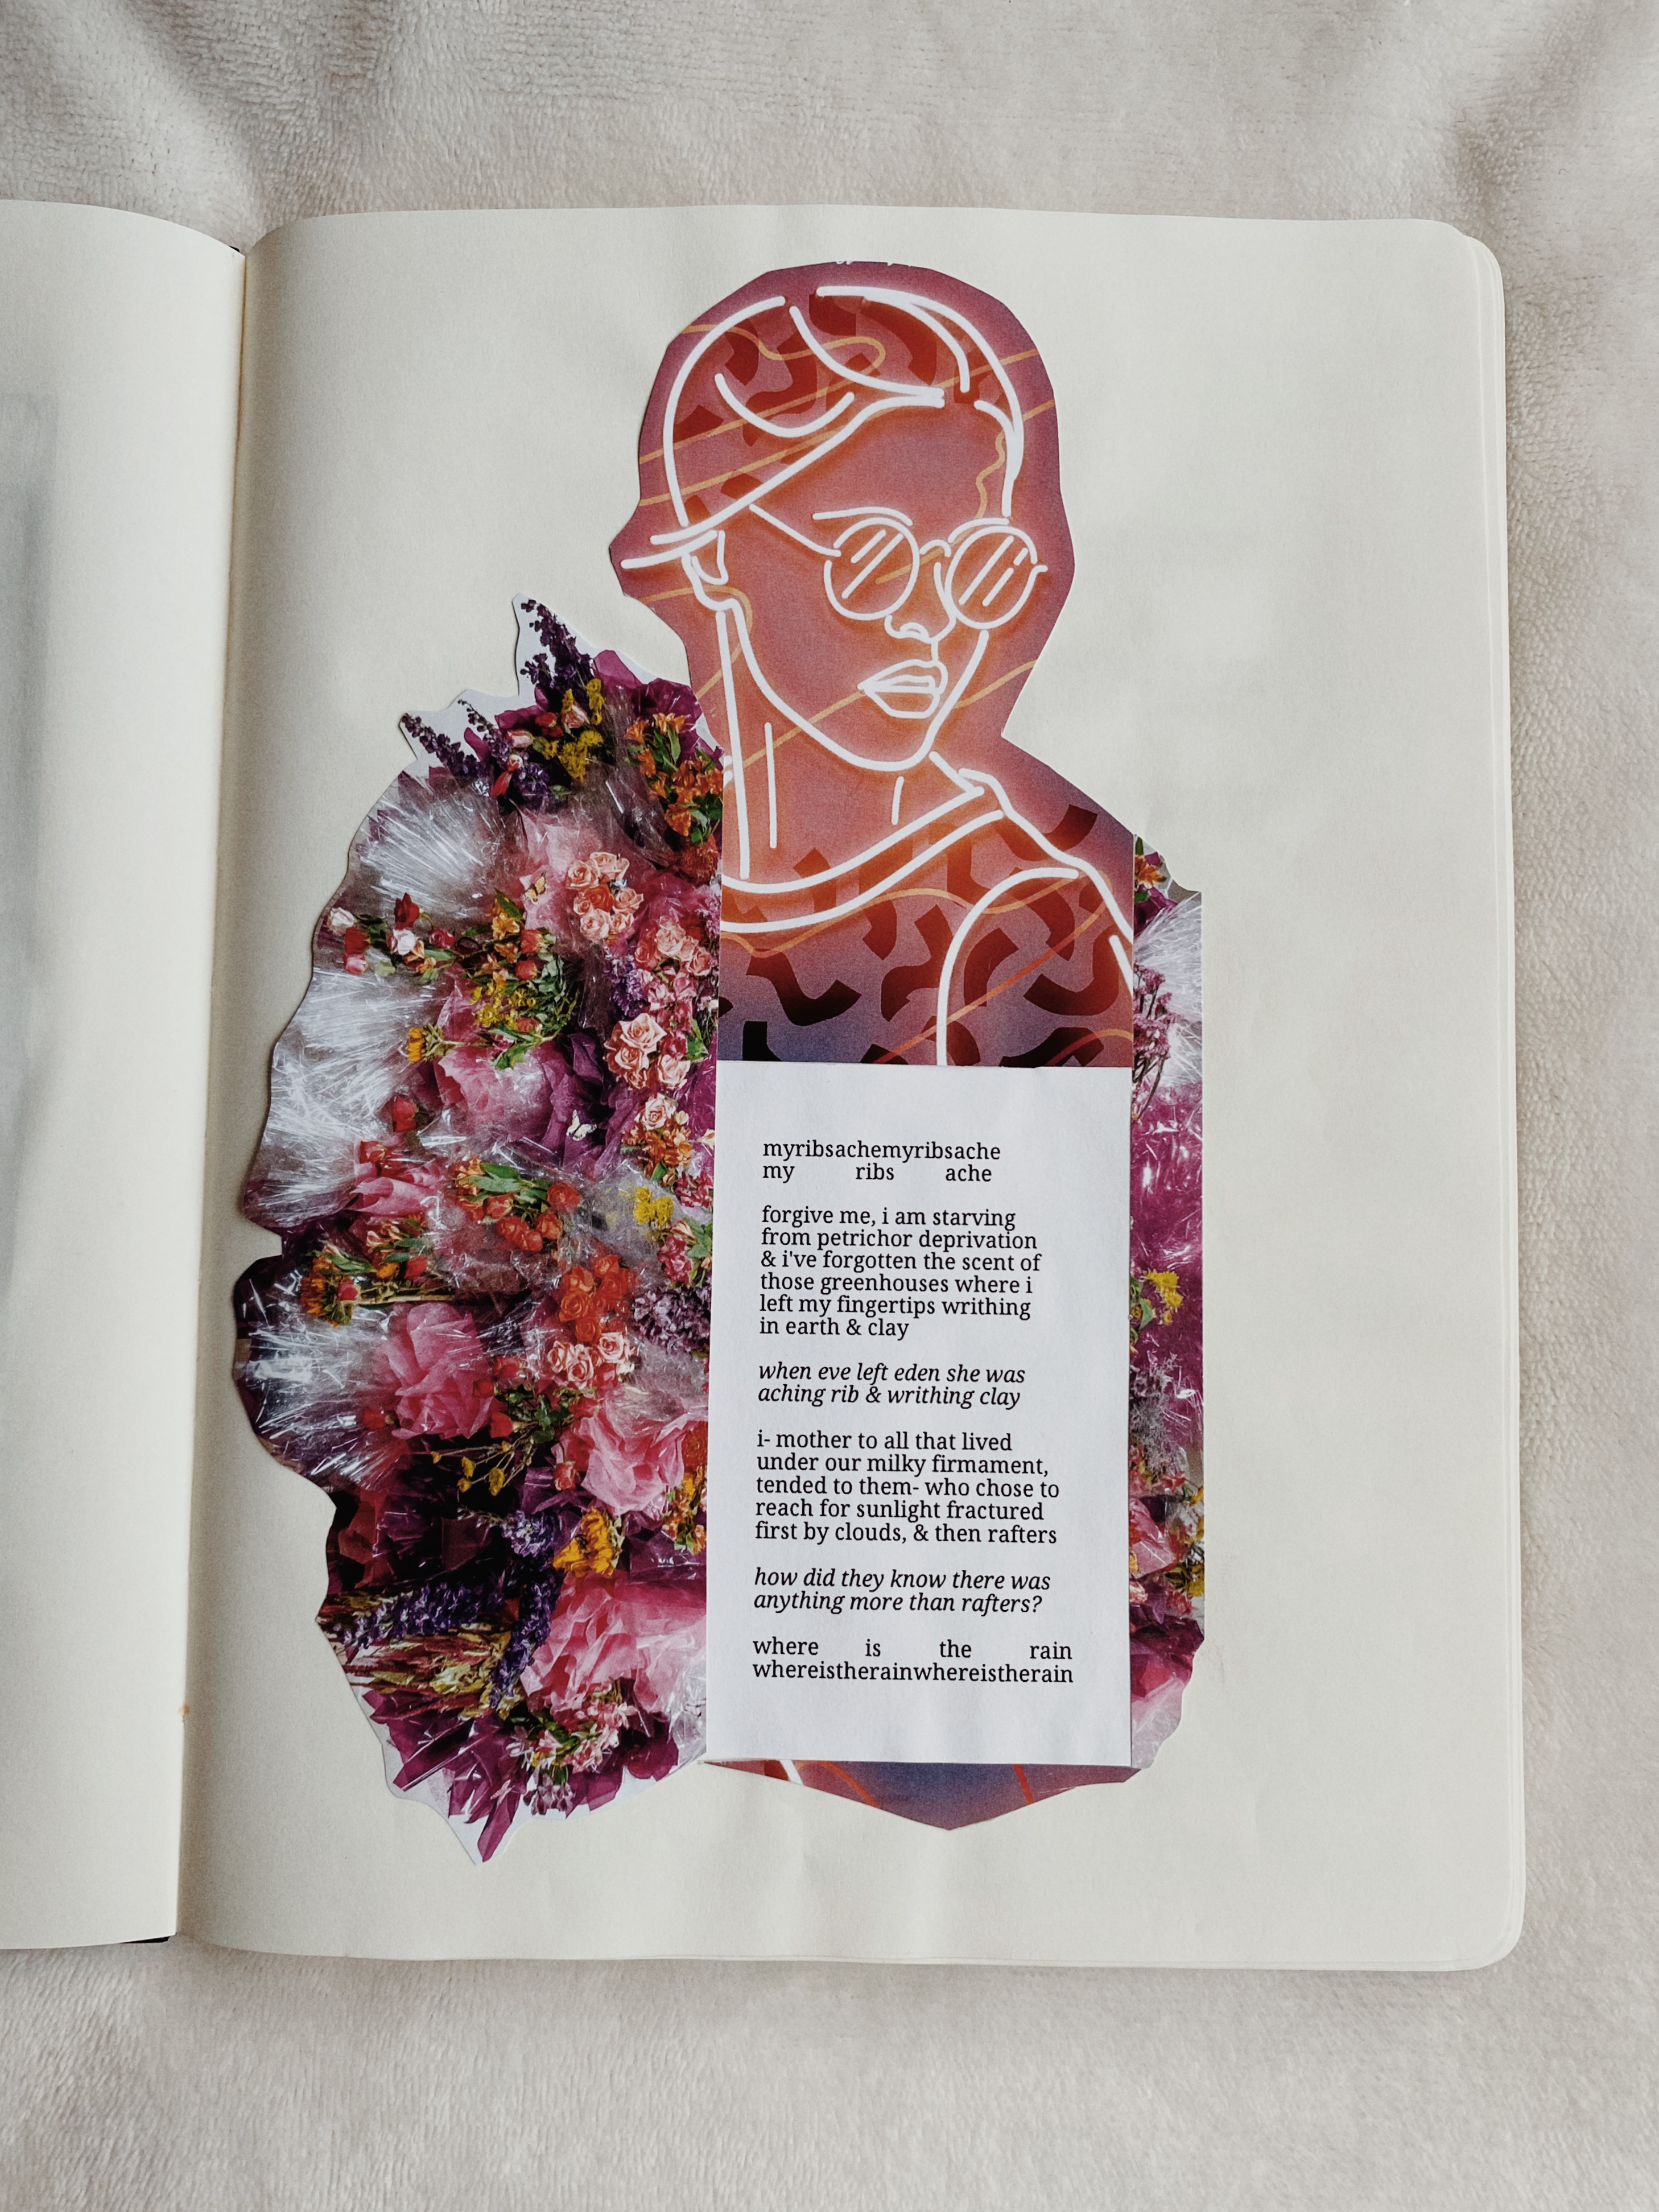 myribsachemyribsache
my ribs ache
forgive me, i am starving
from petrichor deprivation
& i've forgotten the scent of
those greenhouses where i
left my fingertips writhing
in earth & clay
when eve left eden she was
aching rib & writhing clay
i- mother to all that lived
under our milky firmament,
tended to them- who chose to
reach for sunlight fractured
first by clouds, & then rafters
how did they know there was
anything more than rafters?
where is the rain
whereistherainwhereistherain